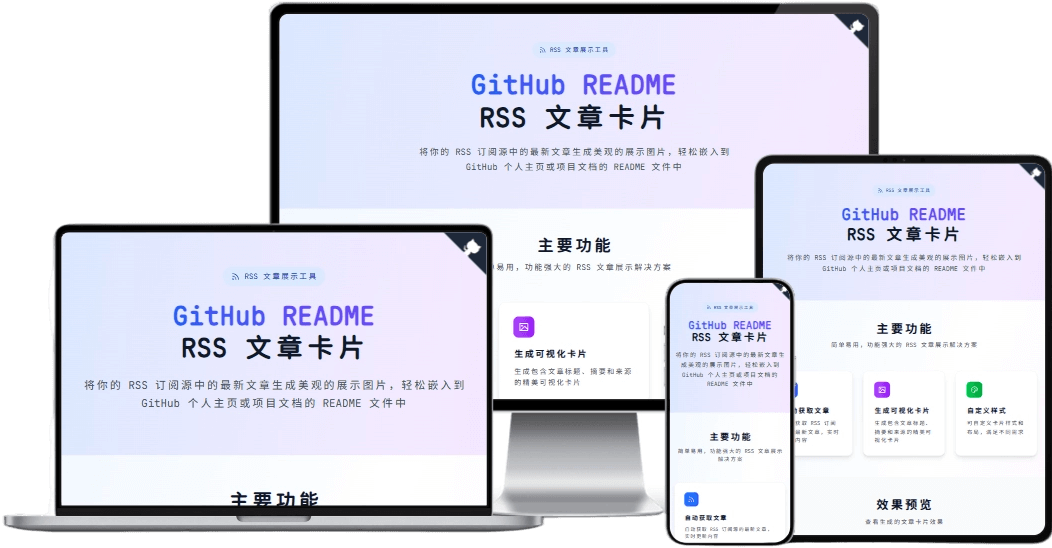 RSS 文章展示工具
GitHub README
RSS 文章卡片
将你的 RSS 订阅源中的最新文章生成美观的展示图片，轻松嵌入到
GitHub 个人主页或项目文档的 README 文件中
主要功能
易用，功能强大的 RSS 文章展示解决方案
生成可视化卡片
生成包含文章标题、摘要和来源
的精美可视化卡片
RSS 文章展示工具
GitHub README
RSS 文章卡片
将你的 RSS 订阅源中的最新文章生成美观的展示图片，轻松嵌入到
GitHub 个人主页或项目文档的 README 文件中
主要功能
RSS 文章展示工具
GitHub README
RSS 文章卡片
将你的 RSS 订阅源中的最新文章生
成美观的展示图片，轻松嵌入到
GitHub 个人主页或项目文档的
README 文件中
主要功能
简单易用，功能强大的 RSS 文章展示
解决方案
自动获取文章
自动获取 RSS 订阅源的最新文章，
实时更新内容
RSS 文章展示工具
GitHub README
RSS 文章卡片
将你的 RSS 订阅源中的最新文章生成美观的展示图片，轻松嵌入到
GitHub 个人主页或项目文档的 README 文件中
主要功能
简单易用，功能强大的 RSS 文章展示解决方案
获取文章
获取 RSS 订阅
最新文章，实时
内容
生成可视化卡片
生成包含文章标题、
摘要和来源的精美可
视化卡片
自定义样式
可自定义卡片样式和
布局，满足不同需求
效果预览
查看生成的文章卡片效果